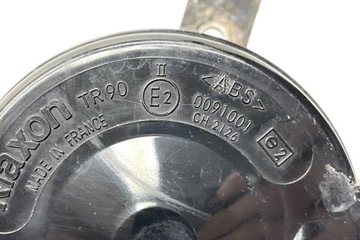 Klaxon TR90
MADE IN FRANCE
II
E2
<ABS>
0091001
CH 2126
e2